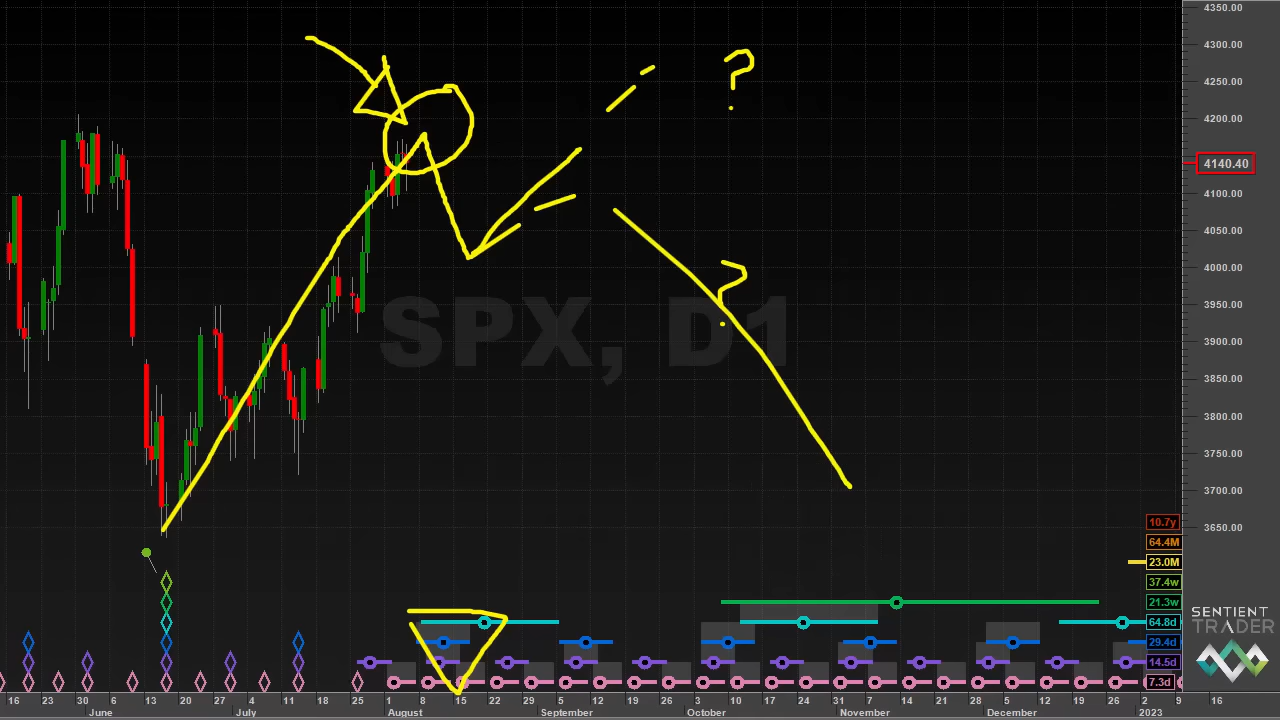 4350.00
4300.00
4250.00
4200.00
4140.40
4100.00
4050.00
4000.00
3950.00
3900.00
3850.00
3800.00
3750.00
3700.00
3650.00
?
?
SPX, D1
10.7y
64.4M
23.0M
37.4w
21.3w
64.8d
29.4d
14.5d
7.3d
SENTIENT
TRADER
16 23 30 6 13 20 27 4 11 18 25 1 8 15 22 29 5 12 19 26 3 10 17 24 31 7 14 21 28 5 12 19 26 2 9 16
June July August September October November December 2023